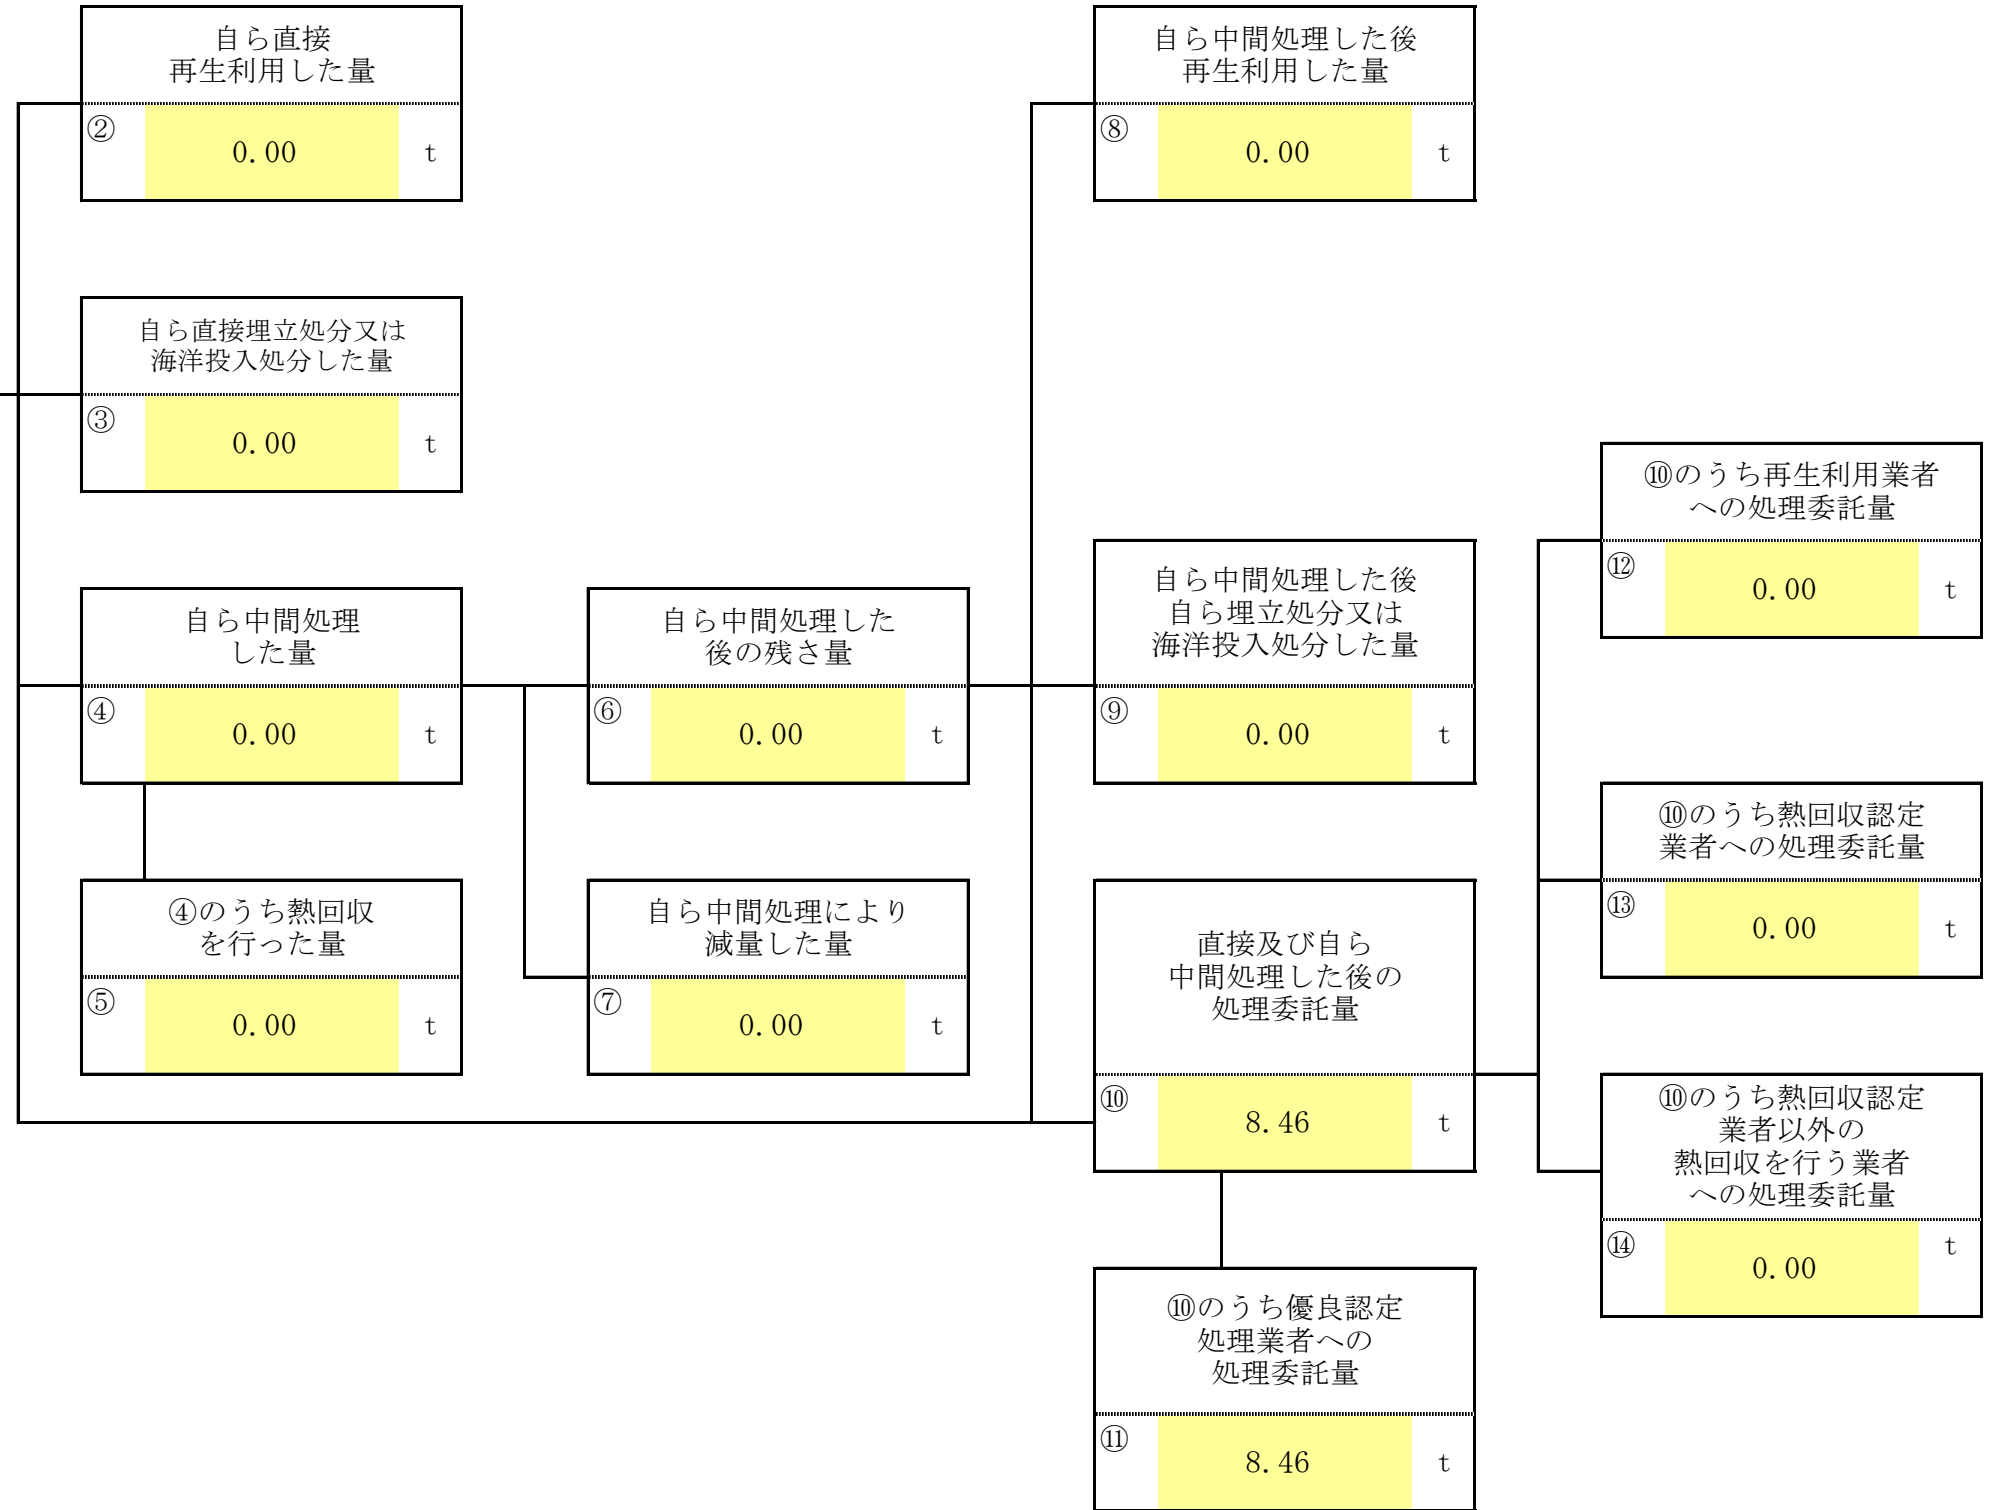 自ら直接
再生利用した量
②
0.00
t
自ら中間処理した後
再生利用した量
⑧
0.00
t
自ら直接埋立処分又は
海洋投入処分した量
③
0.00
t
⑩のうち再生利用業者
への処理委託量
⑫
0.00
t
自ら中間処理
した量
④
0.00
t
自ら中間処理した
後の残さ量
⑥
0.00
t
自ら中間処理した後
自ら埋立処分又は
海洋投入処分した量
⑨
0.00
t
⑩のうち熱回収認定
業者への処理委託量
⑬
0.00
t
④のうち熱回収
を行った量
⑤
0.00
t
自ら中間処理により
減量した量
⑦
0.00
t
直接及び自ら
中間処理した後の
処理委託量
⑩
8.46
t
⑩のうち熱回収認定
業者以外の
熱回収を行う業者
への処理委託量
⑭
0.00
t
⑩のうち優良認定
処理業者への
処理委託量
⑪
8.46
t